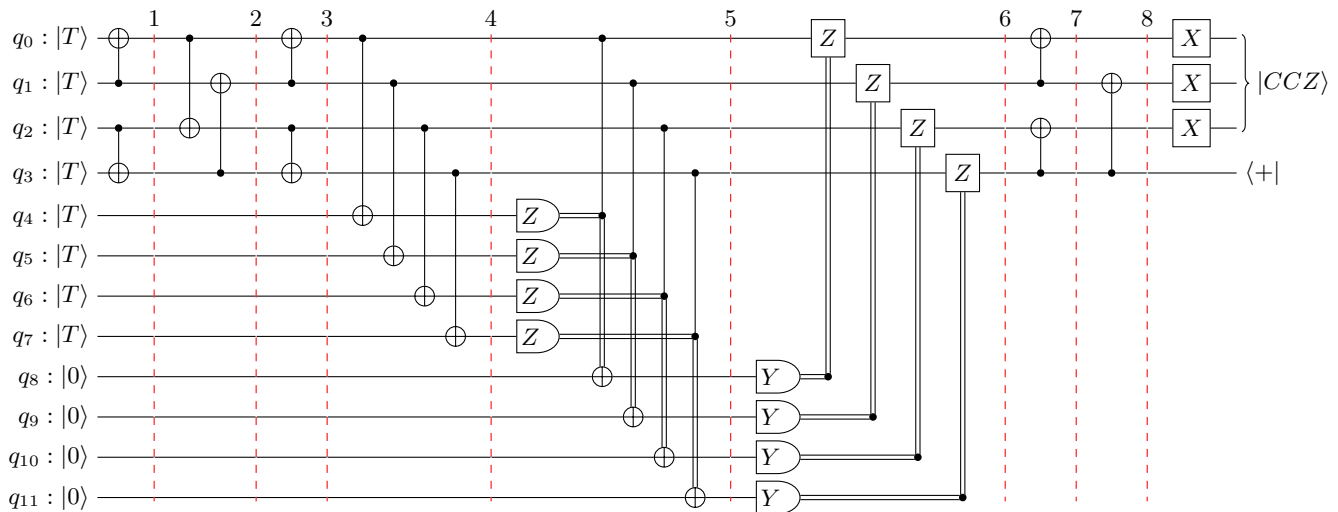 1 2 3 4 5 6 7 8
q₀ : |T⟩ Z X
q₁ : |T⟩ Z X |CCZ⟩
q₂ : |T⟩ Z X
q₃ : |T⟩ Z ⟨+|
q₄ : |T⟩ Z
q₅ : |T⟩ Z
q₆ : |T⟩ Z
q₇ : |T⟩ Z
q₈ : |0⟩ Y
q₉ : |0⟩ Y
q₁₀ : |0⟩ Y
q₁₁ : |0⟩ Y